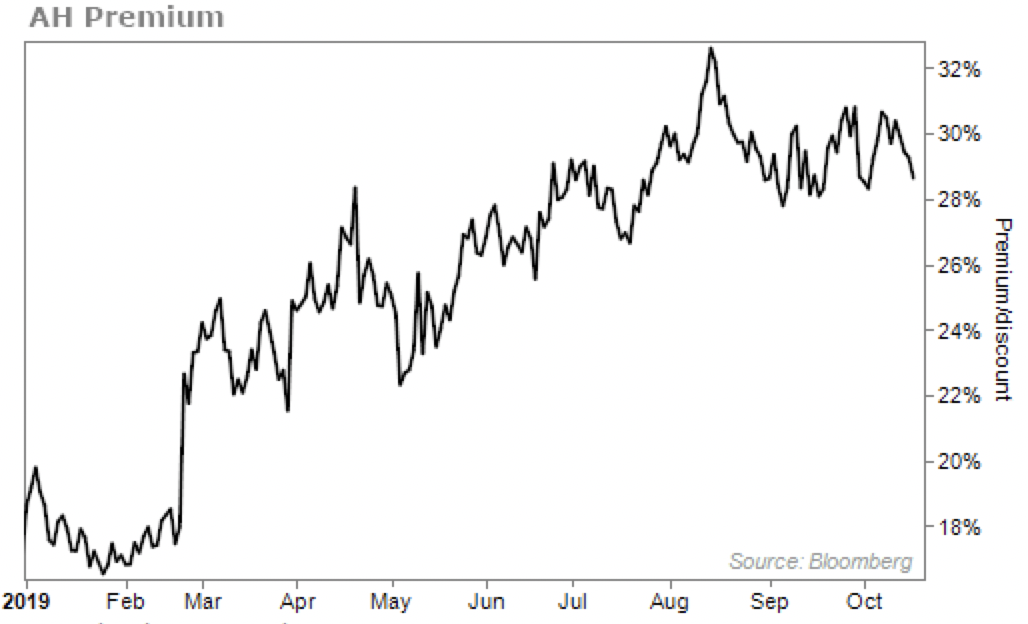 AH Premium
32%
30%
28%
26%
24%
22%
20%
18%
Premium/discount
Source: Bloomberg
2019 Feb Mar Apr May Jun Jul Aug Sep Oct